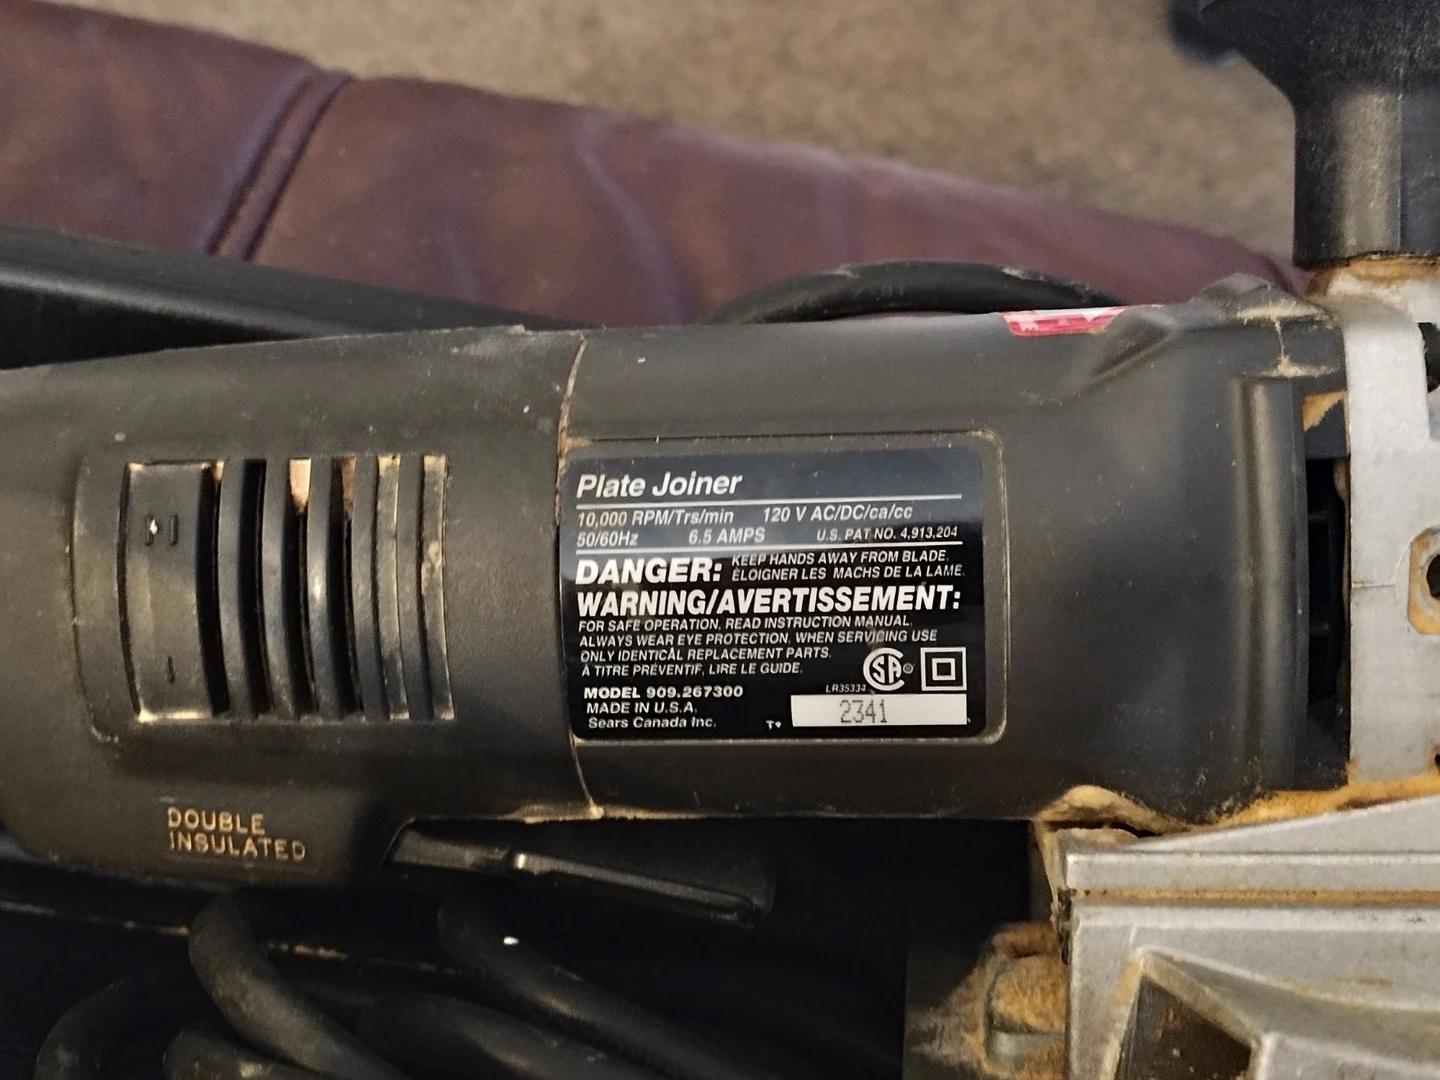 Plate Joiner
10,000 RPM/Trs/min 120 V AC/DC/ca/cc
50/60Hz 6.5 AMPS U.S. PAT NO. 4,913,204
DANGER: KEEP HANDS AWAY FROM BLADE.
ÉLOIGNER LES MACHS DE LA LAME.
WARNING/AVERTISSEMENT:
FOR SAFE OPERATION, READ INSTRUCTION MANUAL.
ALWAYS WEAR EYE PROTECTION. WHEN SERVICING USE
ONLY IDENTICAL REPLACEMENT PARTS.
À TITRE PRÉVENTIF, LIRE LE GUIDE.
SA
MODEL 909.267300 LR35334
MADE IN U.S.A.
Sears Canada Inc. 2341
DOUBLE
INSULATED